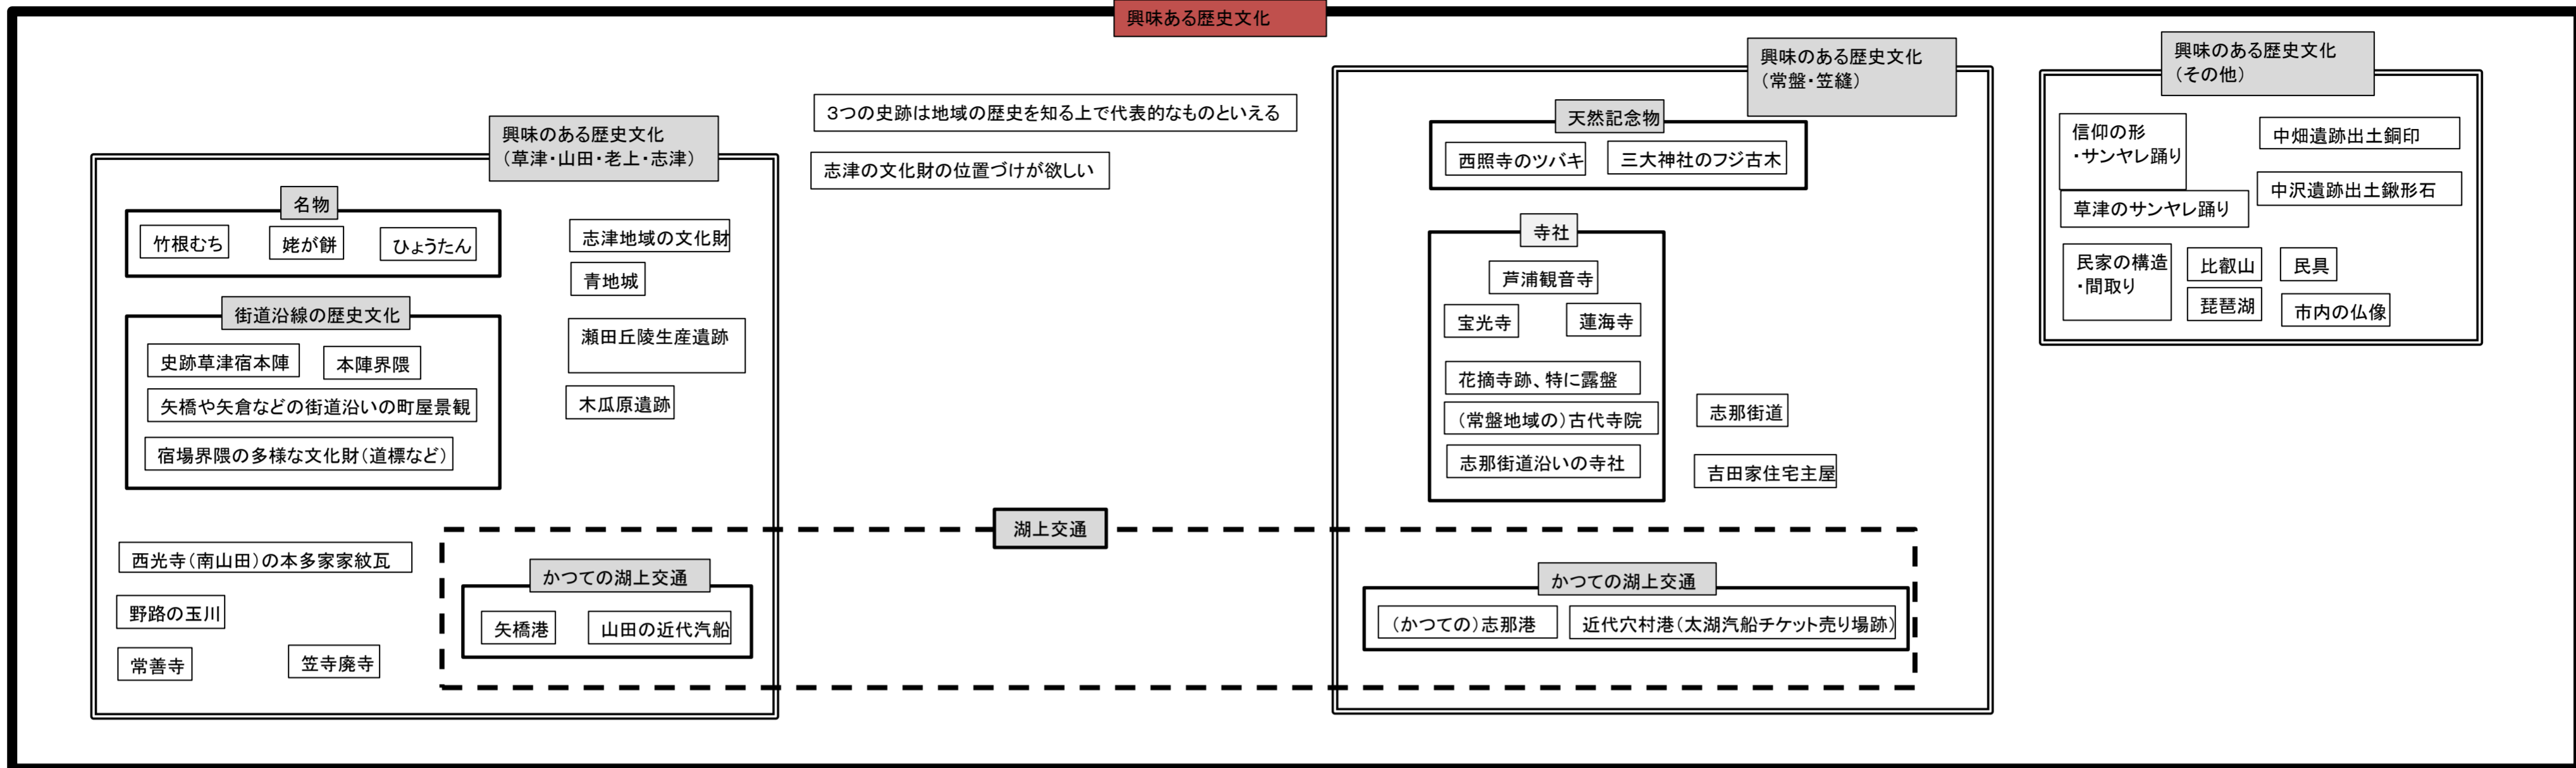 興味ある歴史文化
興味のある歴史文化
（草津・山田・老上・志津）
名物
竹根むち
姥が餅
ひょうたん
街道沿線の歴史文化
史跡草津宿本陣
本陣界隈
矢橋や矢倉などの街道沿いの町屋景観
宿場界隈の多様な文化財（道標など）
志津地域の文化財
青地城
瀬田丘陵生産遺跡
木瓜原遺跡
西光寺（南山田）の本多家家紋瓦
野路の玉川
常善寺
笠寺廃寺
3つの史跡は地域の歴史を知る上で代表的なものといえる
志津の文化財の位置づけが欲しい
湖上交通
かつての湖上交通
矢橋港
山田の近代汽船
興味のある歴史文化
（常盤・笠縫）
天然記念物
西照寺のツバキ
三大神社のフジ古木
寺社
芦浦観音寺
宝光寺
蓮海寺
花摘寺跡、特に露盤
（常盤地域の）古代寺院
志那街道沿いの寺社
志那街道
吉田家住宅主屋
かつての湖上交通
（かつての）志那港
近代穴村港（太湖汽船チケット売り場跡）
興味のある歴史文化
（その他）
信仰の形
・サンヤレ踊り
草津のサンヤレ踊り
中畑遺跡出土銅印
中沢遺跡出土鍬形石
民家の構造
・間取り
比叡山
民具
琵琶湖
市内の仏像